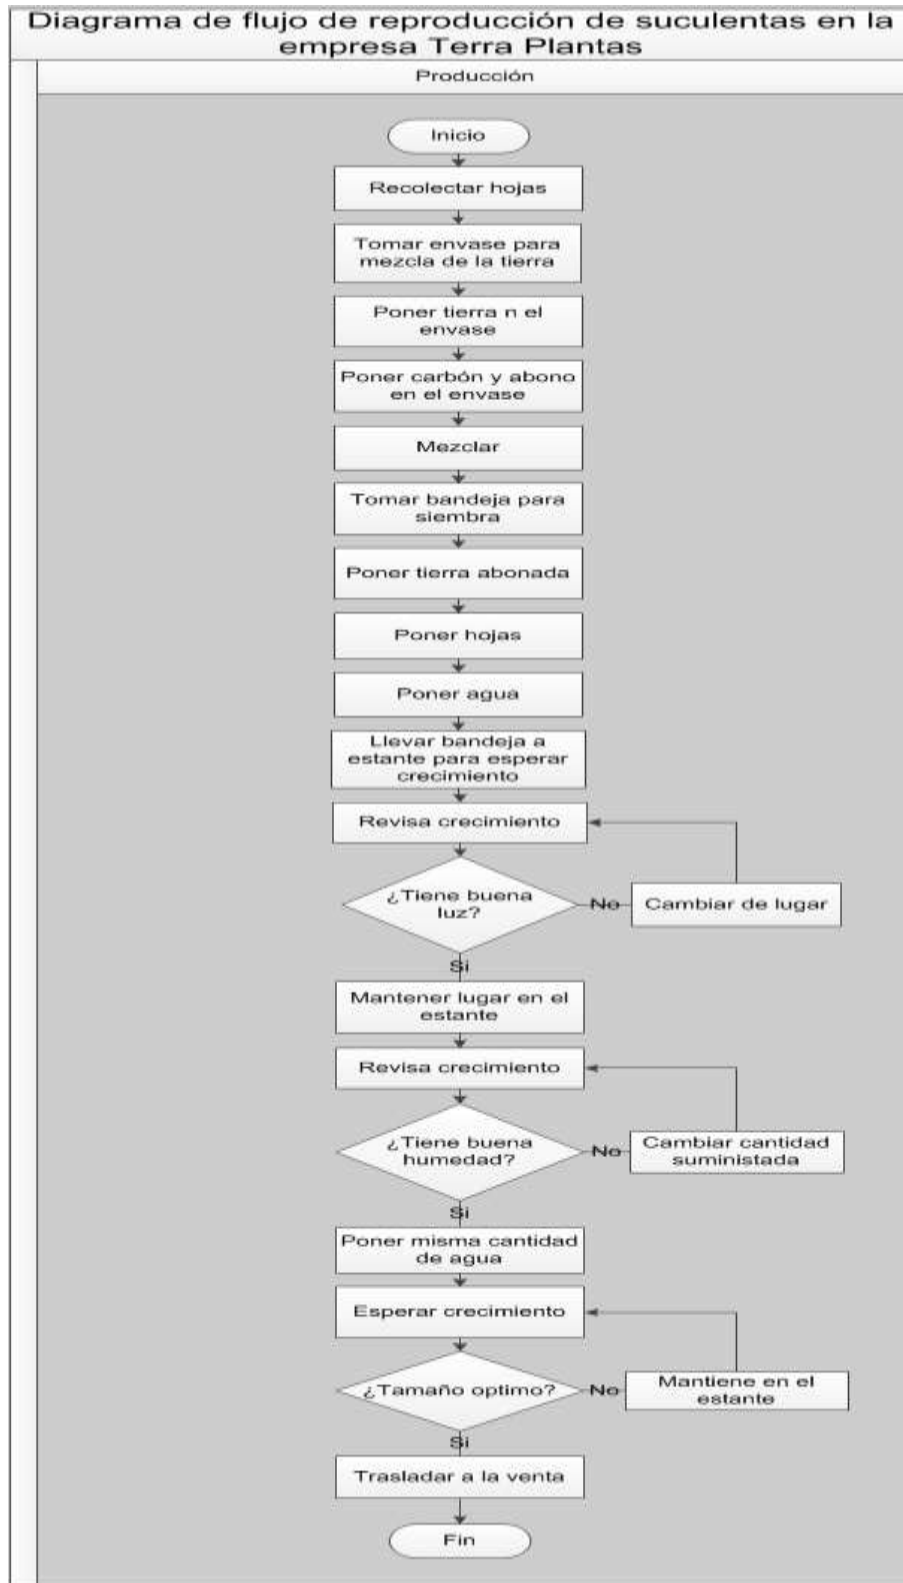 Diagrama de flujo de reproducción de suculentas en la
empresa Terra Plantas
Producción
Inicio
Recolectar hojas
Tomar envase para
mezcla de la tierra
Poner tierra n el
envase
Poner carbón y abono
en el envase
Mezclar
Tomar bandeja para
siembra
Poner tierra abonada
Poner hojas
Poner agua
Llevar bandeja a
estante para esperar
crecimiento
Revisa crecimiento
¿Tiene buena
luz?
No
Cambiar de lugar
Si
Mantener lugar en el
estante
Revisa crecimiento
¿Tiene buena
humedad?
No
Cambiar cantidad
suministada
Si
Poner misma cantidad
de agua
Esperar crecimiento
¿Tamaño optimo?
No
Mantiene en el
estante
Si
Trasladar a la venta
Fin